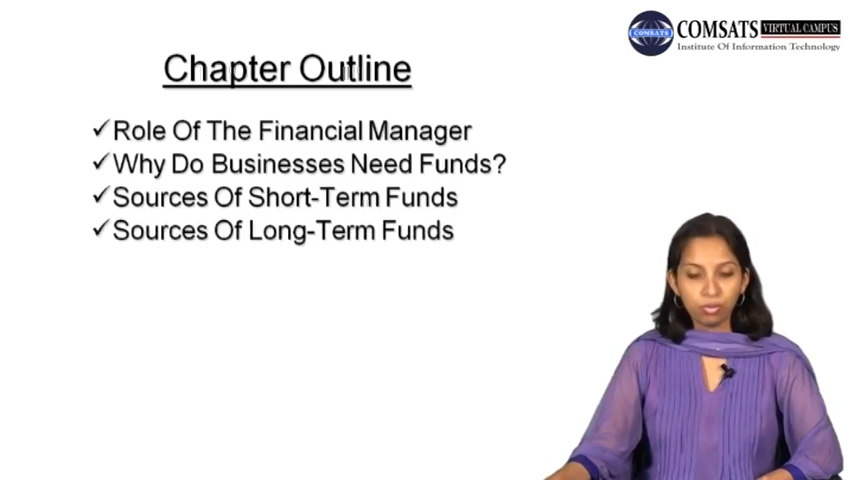 COMSATS VIRTUAL CAMPUS
COMSATS
Institute Of Information Technology
Chapter Outline
✓Role Of The Financial Manager
✓Why Do Businesses Need Funds?
✓Sources Of Short-Term Funds
✓Sources Of Long-Term Funds